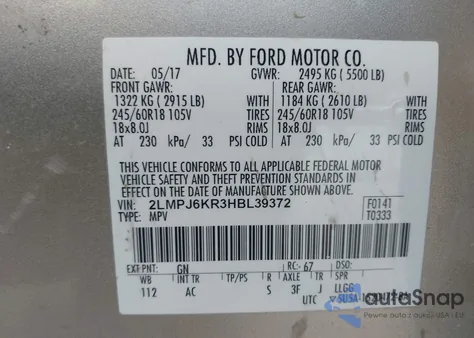 MFD. BY FORD MOTOR CO.
DATE: 05/17 GVWR: 2495 KG (5500 LB)
FRONT GAWR: REAR GAWR:
1322 KG (2915 LB) WITH 1184 KG (2610 LB) WITH
245/60R18 105V TIRES 245/60R18 105V TIRES
18x8.0J RIMS 18x8.0J RIMS
AT 230 kPa/ 33 PSI COLD AT 230 kPa/ 33 PSI COLD
THIS VEHICLE CONFORMS TO ALL APPLICABLE FEDERAL MOTOR
VEHICLE SAFETY AND THEFT PREVENTION STANDARDS IN
EFFECT ON THE DATE OF MANUFACTURE SHOWN ABOVE.
VIN: 2LMPJ6KR3HBL39372 F0141
TYPE: MPV T0333
EXT PNT: GN RC: 67 DSO:
WB INT TR TP/PS R AXLE TR SPR
112 AC S 3F J LLGG
UTC
autaSnap
Pewne auta z USA i EU